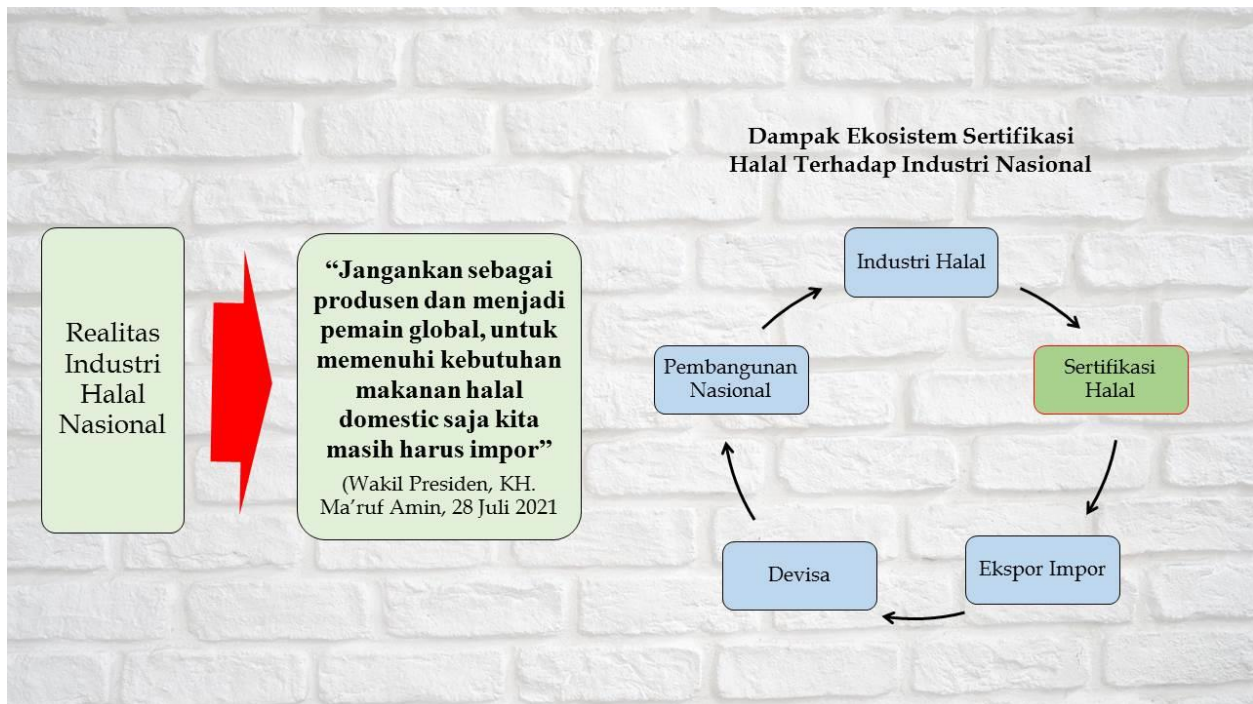 Realitas
Industri
Halal
Nasional
“Jangankan sebagai
produsen dan menjadi
pemain global, untuk
memenuhi kebutuhan
makanan halal
domestic saja kita
masih harus impor”
(Wakil Presiden, KH.
Ma’ruf Amin, 28 Juli 2021
Dampak Ekosistem Sertifikasi
Halal Terhadap Industri Nasional
Industri Halal
Sertifikasi
Halal
Ekspor Impor
Devisa
Pembangunan
Nasional